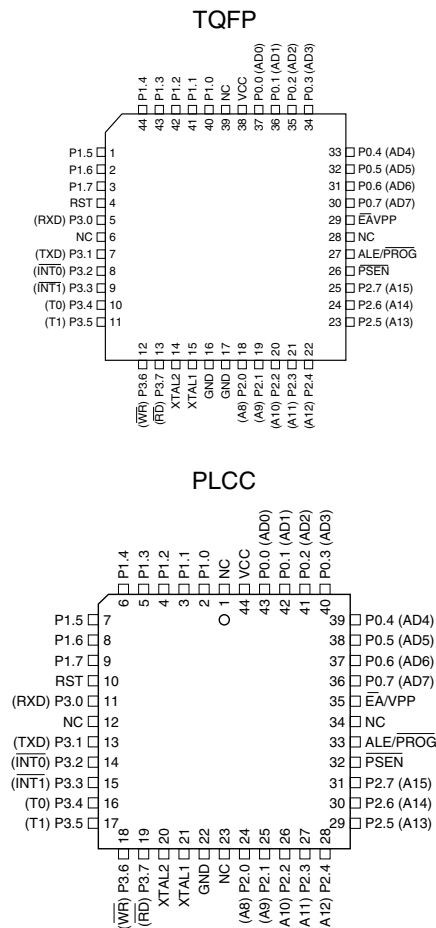 TQFP
P1.4
P1.3
P1.2
P1.1
P1.0
NC
VCC
P0.0 (AD0)
P0.1 (AD1)
P0.2 (AD2)
P0.3 (AD3)
44 43 42 41 40 39 38 37 36 35 34
P1.5 1
P1.6 2
P1.7 3
RST 4
(RXD) P3.0 5
NC 6
(TXD) P3.1 7
(INT0) P3.2 8
(INT1) P3.3 9
(T0) P3.4 10
(T1) P3.5 11
33 P0.4 (AD4)
32 P0.5 (AD5)
31 P0.6 (AD6)
30 P0.7 (AD7)
29 EAVPP
28 NC
27 ALE/PROG
26 PSEN
25 P2.7 (A15)
24 P2.6 (A14)
23 P2.5 (A13)
12 13 14 15 16 17 18 19 20 21 22
(WR) P3.6
(RD) P3.7
XTAL2
XTAL1
GND
GND
(A8) P2.0
(A9) P2.1
(A10) P2.2
(A11) P2.3
(A12) P2.4
PLCC
P1.4
P1.3
P1.2
P1.1
P1.0
NC
VCC
P0.0 (AD0)
P0.1 (AD1)
P0.2 (AD2)
P0.3 (AD3)
6 5 4 3 2 1 44 43 42 41 40
P1.5 7
P1.6 8
P1.7 9
RST 10
(RXD) P3.0 11
NC 12
(TXD) P3.1 13
(INT0) P3.2 14
(INT1) P3.3 15
(T0) P3.4 16
(T1) P3.5 17
39 P0.4 (AD4)
38 P0.5 (AD5)
37 P0.6 (AD6)
36 P0.7 (AD7)
35 EA/VPP
34 NC
33 ALE/PROG
32 PSEN
31 P2.7 (A15)
30 P2.6 (A14)
29 P2.5 (A13)
18 19 20 21 22 23 24 25 26 27 28
(WR) P3.6
(RD) P3.7
XTAL2
XTAL1
GND
NC
(A8) P2.0
(A9) P2.1
A10) P2.2
A11) P2.3
A12) P2.4